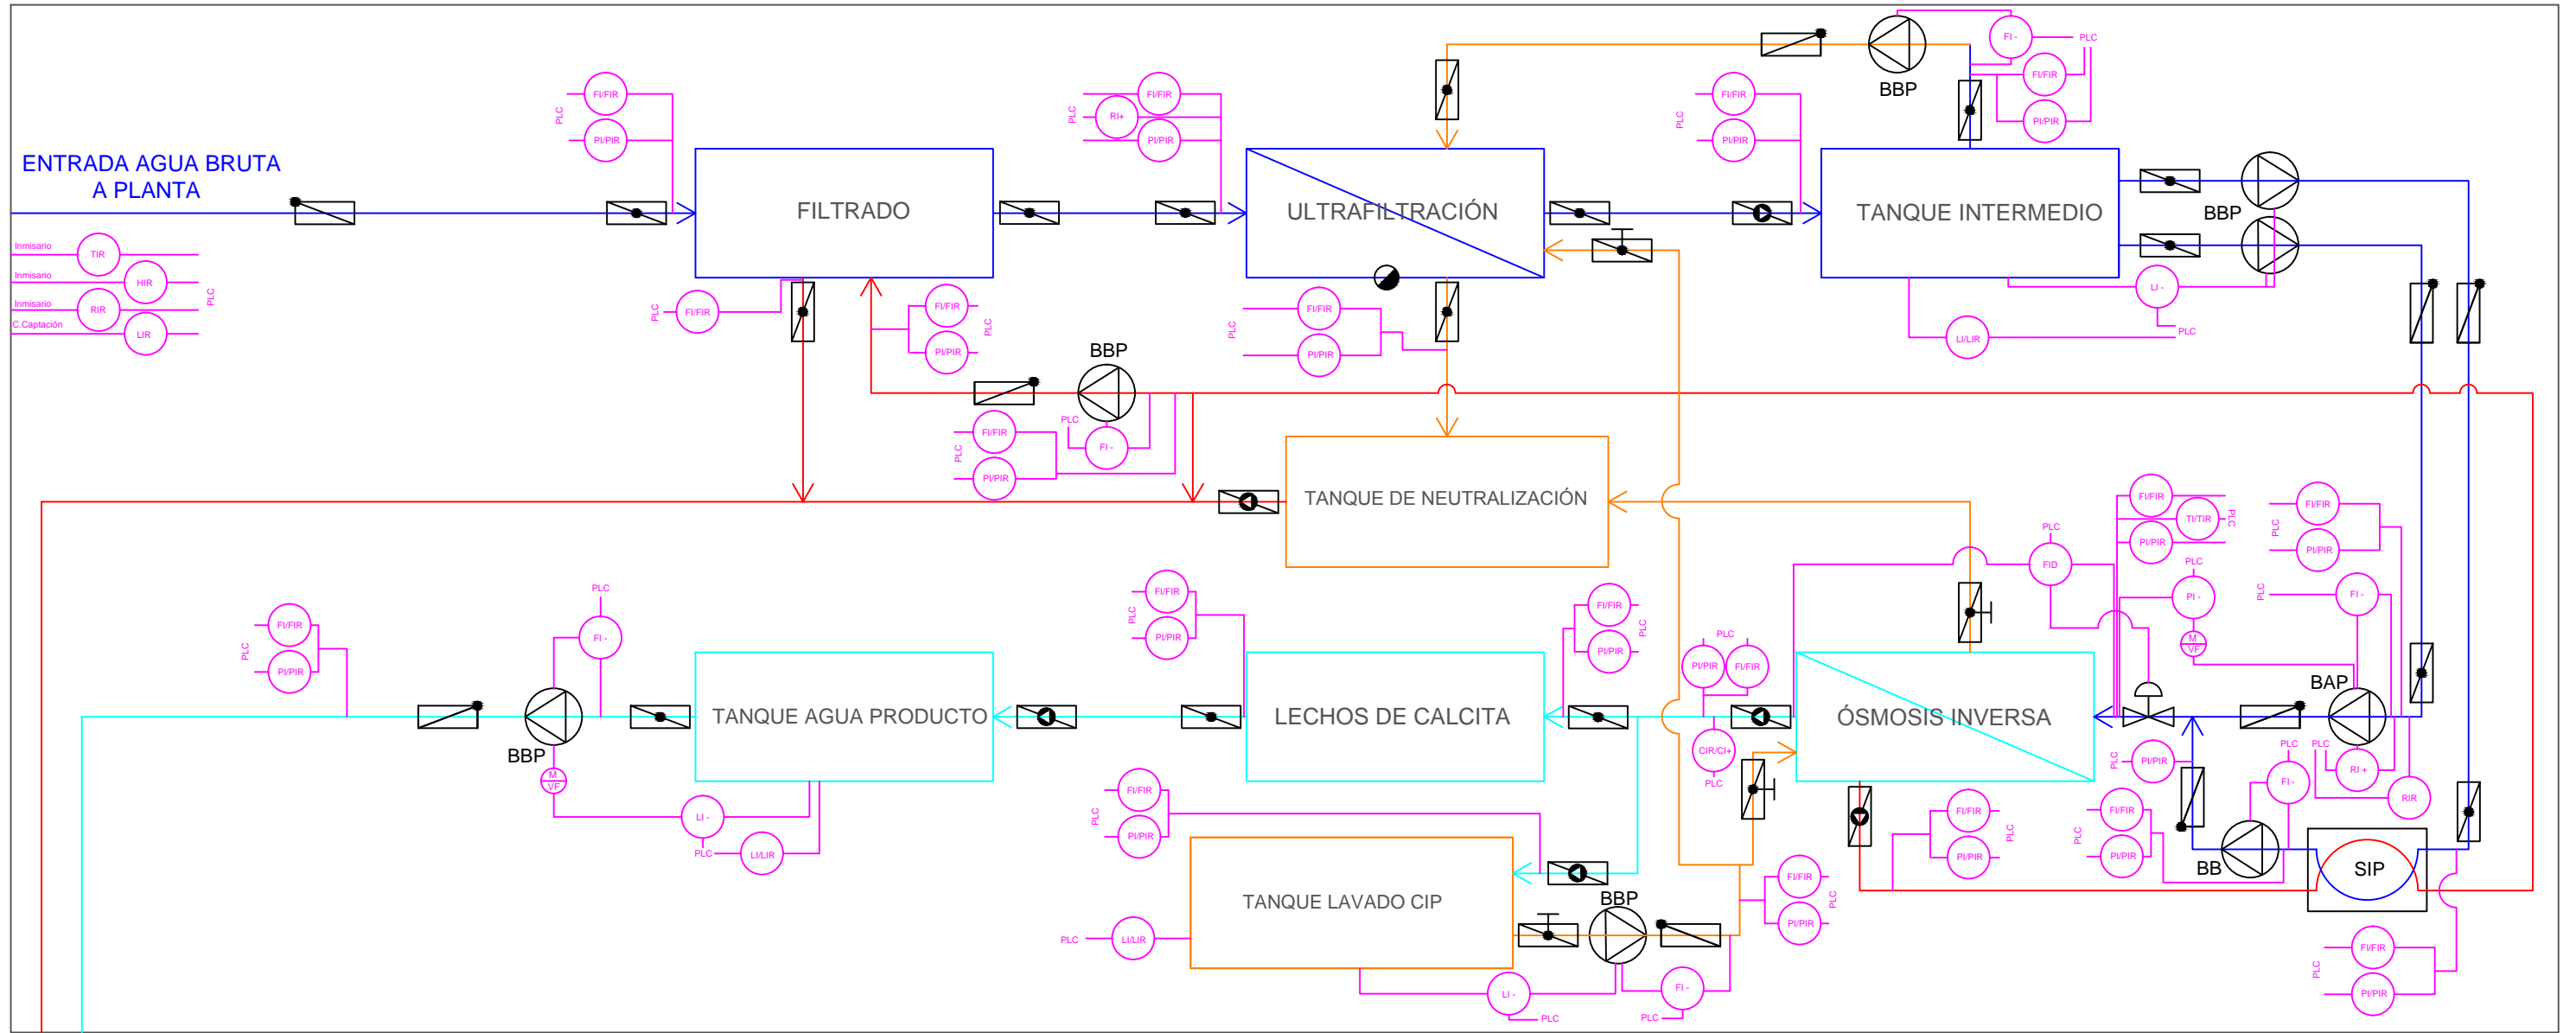 ENTRADA AGUA BRUTA
A PLANTA
Inmisario
TIR
Inmisario
HIR
Inmisario
RIR
C.Captación
LIR
PLC
PLC
FI/FIR
PI/PIR
FILTRADO
PLC
FI/FIR
RI+
PI/PIR
ULTRAFILTRACIÓN
PLC
FI/FIR
PI/PIR
TANQUE INTERMEDIO
BBP
FI -
PLC
FI/FIR
PI/PIR
BBP
LI -
PLC
LI/LIR
PLC
FI/FIR
FI/FIR
PI/PIR
PLC
PLC
FI/FIR
PI/PIR
BBP
PLC
FI -
PLC
FI/FIR
PI/PIR
TANQUE DE NEUTRALIZACIÓN
PLC
FID
FI/FIR
TI/TIR
PI/PIR
PLC
PLC
FI/FIR
PI/PIR
PLC
PI -
M
VF
PLC
FI -
BAP
PLC
FI/FIR
PI/PIR
PLC
FI -
BBP
M
VF
TANQUE AGUA PRODUCTO
LI -
PLC
LI/LIR
PLC
FI/FIR
PI/PIR
LECHOS DE CALCITA
FI/FIR
PI/PIR
PLC
PLC
PI/PIR
FI/FIR
CIR/CI+
PLC
ÓSMOSIS INVERSA
PLC
PI/PIR
PLC
FI -
PLC
RI +
RIR
PLC
FI/FIR
PI/PIR
BB
SIP
FI/FIR
PI/PIR
PLC
PLC
FI/FIR
PI/PIR
TANQUE LAVADO CIP
PLC
LI/LIR
BBP
FI/FIR
PI/PIR
PLC
LI -
PLC
FI -
PLC
PLC
FI/FIR
PI/PIR